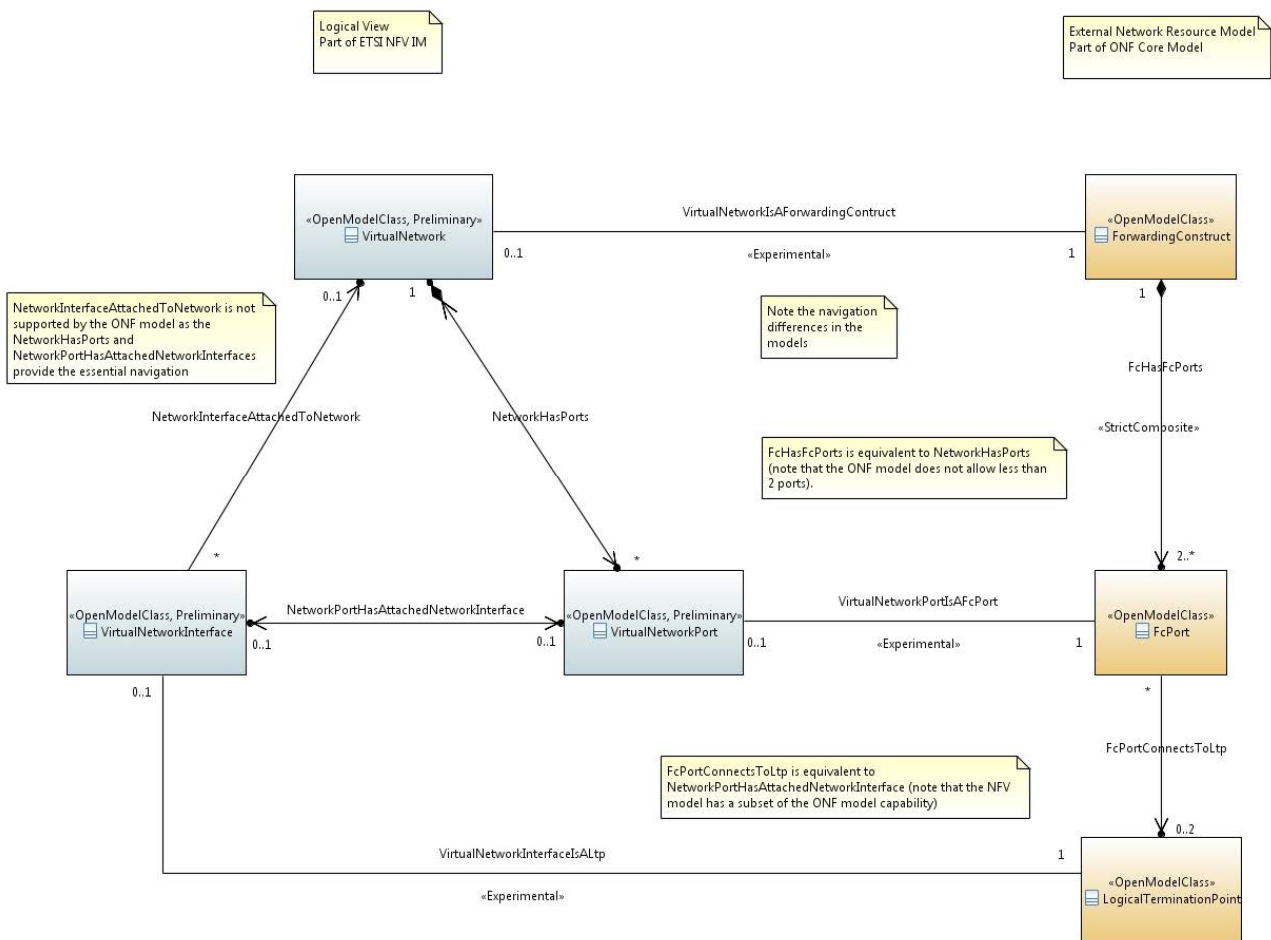 Logical View
Part of ETSI NFV IM
External Network Resource Model
Part of ONF Core Model
«OpenModelClass, Preliminary»
VirtualNetwork
VirtualNetworkIsAForwardingContruct
0..1
«Experimental»
1
«OpenModelClass»
ForwardingConstruct
0..1
1
1
NetworkInterfaceAttachedToNetwork is not
supported by the ONF model as the
NetworkHasPorts and
NetworkPortHasAttachedNetworkInterfaces
provide the essential navigation
Note the navigation
differences in the
models
FcHasFcPorts
NetworkInterfaceAttachedToNetwork
NetworkHasPorts
«StrictComposite»
FcHasFcPorts is equivalent to NetworkHasPorts
(note that the ONF model does not allow less than
2 ports).
*
*
2..*
«OpenModelClass, Preliminary»
VirtualNetworkInterface
NetworkPortHasAttachedNetworkInterface
0..1
0..1
«OpenModelClass, Preliminary»
VirtualNetworkPort
VirtualNetworkPortIsAFcPort
0..1
«Experimental»
1
«OpenModelClass»
FcPort
0..1
*
FcPortConnectsToLtp
FcPortConnectsToLtp is equivalent to
NetworkPortHasAttachedNetworkInterface (note that the NFV
model has a subset of the ONF model capability)
0..2
VirtualNetworkInterfaceIsALtp
1
«Experimental»
«OpenModelClass»
LogicalTerminationPoint